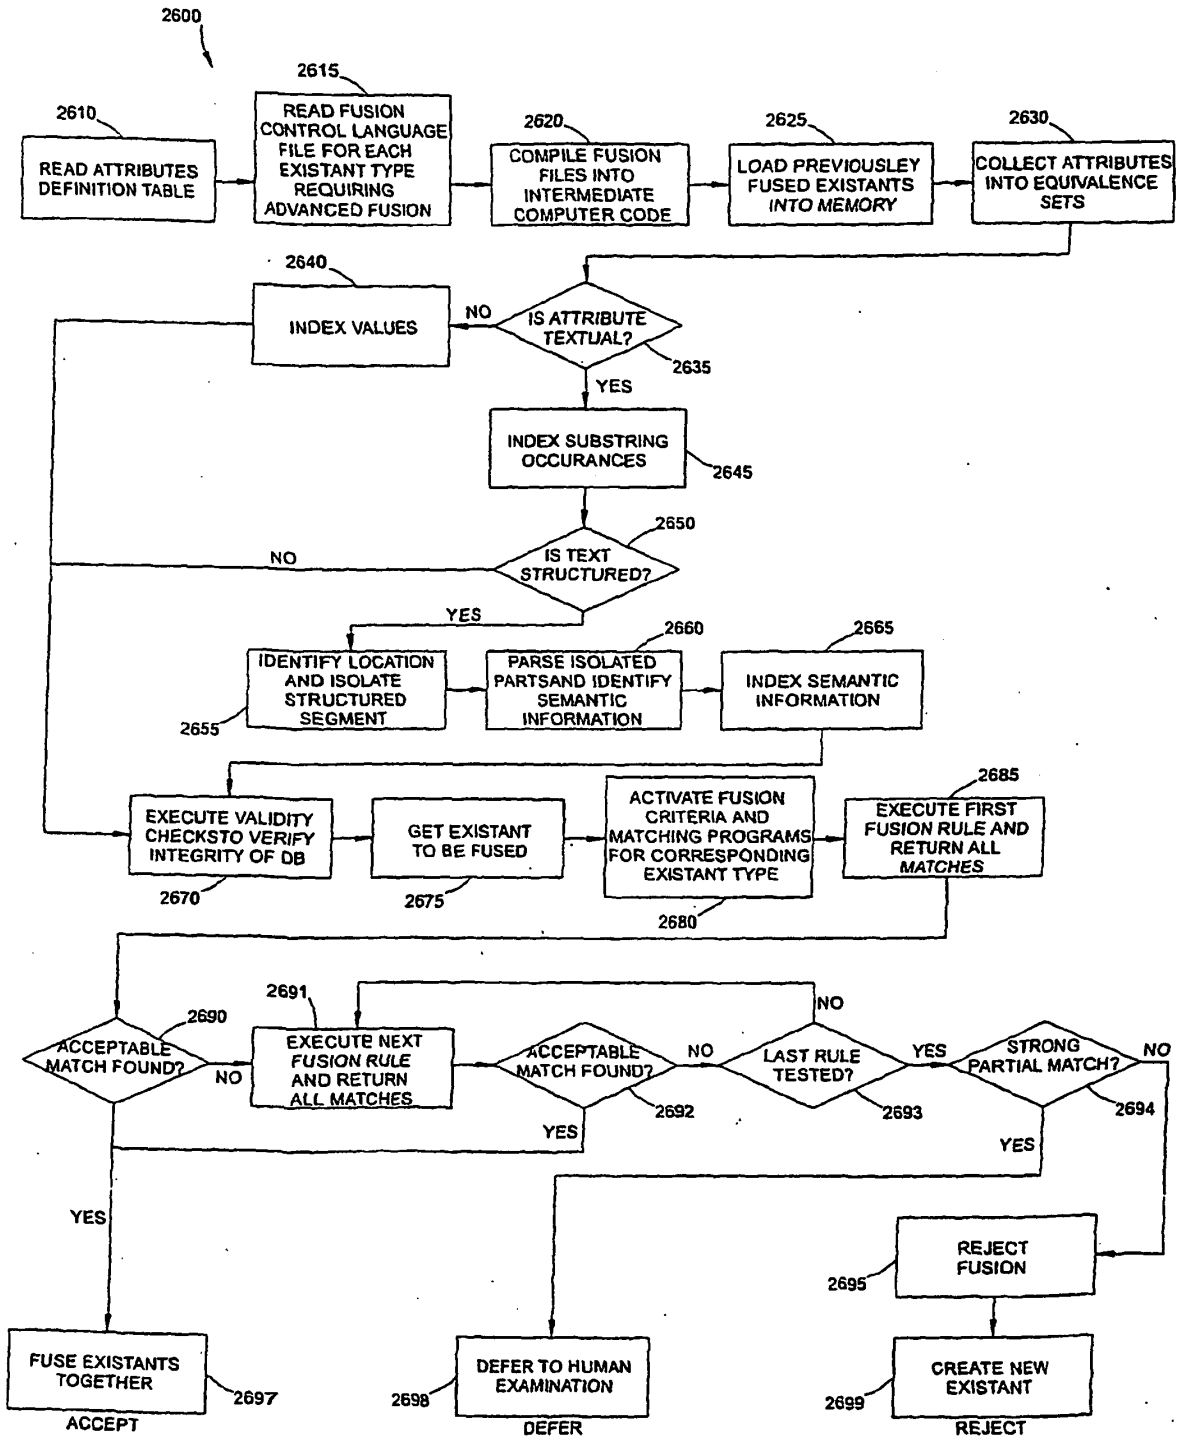 2600
2610
READ ATTRIBUTES
DEFINITION TABLE
2615
READ FUSION
CONTROL LANGUAGE
FILE FOR EACH
EXISTANT TYPE
REQUIRING
ADVANCED FUSION
2620
COMPILE FUSION
FILES INTO
INTERMEDIATE
COMPUTER CODE
2625
LOAD PREVIOUSLEY
FUSED EXISTANTS
INTO MEMORY
2630
COLLECT ATTRIBUTES
INTO EQUIVALENCE
SETS
2640
INDEX VALUES
NO
IS ATTRIBUTE
TEXTUAL?
2635
YES
INDEX SUBSTRING
OCCURANCES
2645
2650
IS TEXT
STRUCTURED?
NO
YES
IDENTIFY LOCATION
AND ISOLATE
STRUCTURED
SEGMENT
2655
2660
PARSE ISOLATED
PARTSAND IDENTIFY
SEMANTIC
INFORMATION
2665
INDEX SEMANTIC
INFORMATION
EXECUTE VALIDITY
CHECKSTO VERIFY
INTEGRITY OF DB
2670
GET EXISTANT
TO BE FUSED
2675
ACTIVATE FUSION
CRITERIA AND
MATCHING PROGRAMS
FOR CORRESPONDING
EXISTANT TYPE
2680
2685
EXECUTE FIRST
FUSION RULE AND
RETURN ALL
MATCHES
2690
ACCEPTABLE
MATCH FOUND?
NO
2691
EXECUTE NEXT
FUSION RULE
AND RETURN
ALL MATCHES
ACCEPTABLE
MATCH FOUND?
2692
NO
YES
NO
LAST RULE
TESTED?
2693
YES
STRONG
PARTIAL MATCH?
2694
NO
YES
YES
REJECT
FUSION
2695
FUSE EXISTANTS
TOGETHER
2697
ACCEPT
DEFER TO HUMAN
EXAMINATION
2698
DEFER
CREATE NEW
EXISTANT
2699
REJECT